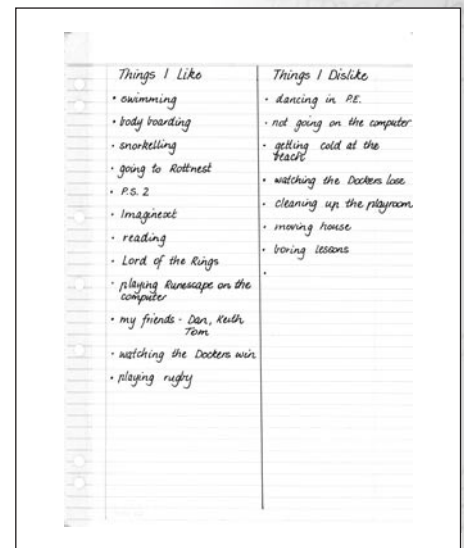 Things I Like
• swimming
• body boarding
• snorkelling
• going to Rottnest
• P.S. 2
• Imaginext
• reading
• Lord of the Rings
• playing Runescape on the
computer
• my friends - Dan, Keith
Tom
• watching the Dockers win
• playing rugby
Things I Dislike
• dancing in P.E.
• not going on the computer
• getting cold at the
beach
• watching the Dockers lose
• cleaning up the playroom
• moving house
• boring lessons
•